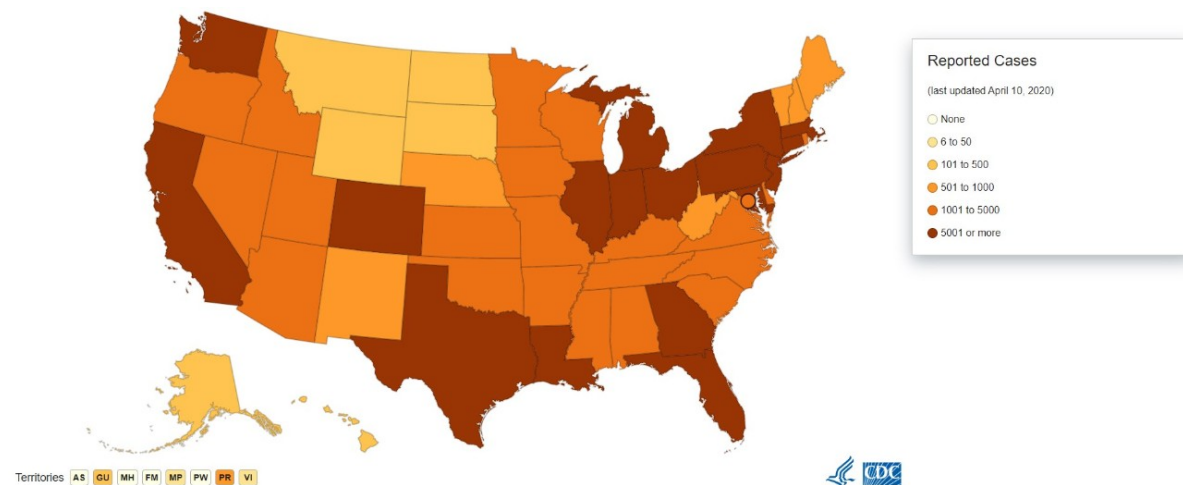 Reported Cases
(last updated April 10, 2020)
None
6 to 50
101 to 500
501 to 1000
1001 to 5000
5001 or more
Territories AS GU MH FM MP PW PR VI
CDC